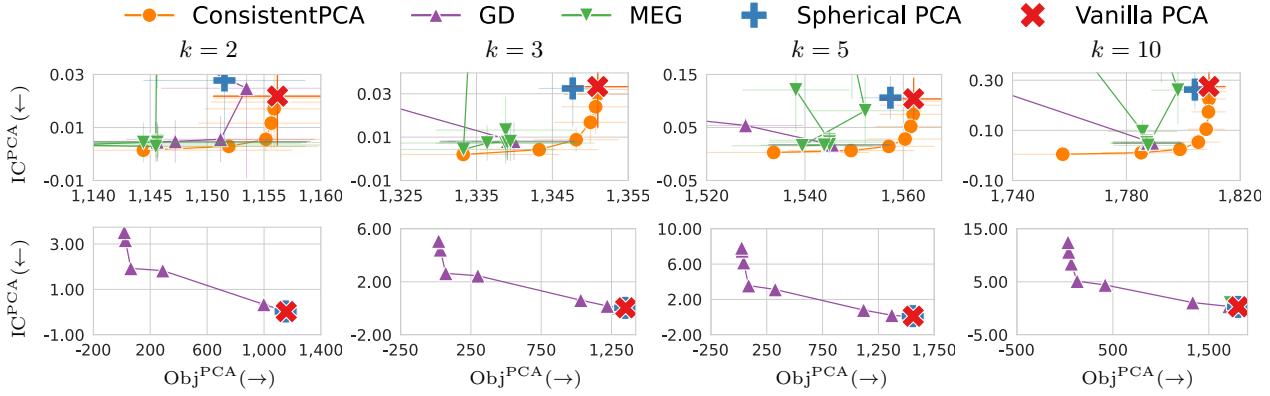 ConsistentPCA GD MEG Spherical PCA Vanilla PCA
k = 2 k = 3 k = 5 k = 10
IC^PCA(←)
0.03
0.01
-0.01
1,140 1,145 1,150 1,155 1,160
0.03
0.01
-0.01
1,325 1,335 1,345 1,355
0.15
0.05
-0.05
1,520 1,540 1,560
0.30
0.10
-0.10
1,740 1,780 1,820
IC^PCA(←)
3.00
1.00
-1.00
-200 200 600 1,000 1,400
6.00
2.00
-2.00
-250 250 750 1,250
10.00
6.00
2.00
-2.00
-250 250 750 1,250 1,750
15.00
5.00
-5.00
-500 500 1,500
Obj^PCA(→) Obj^PCA(→) Obj^PCA(→) Obj^PCA(→)